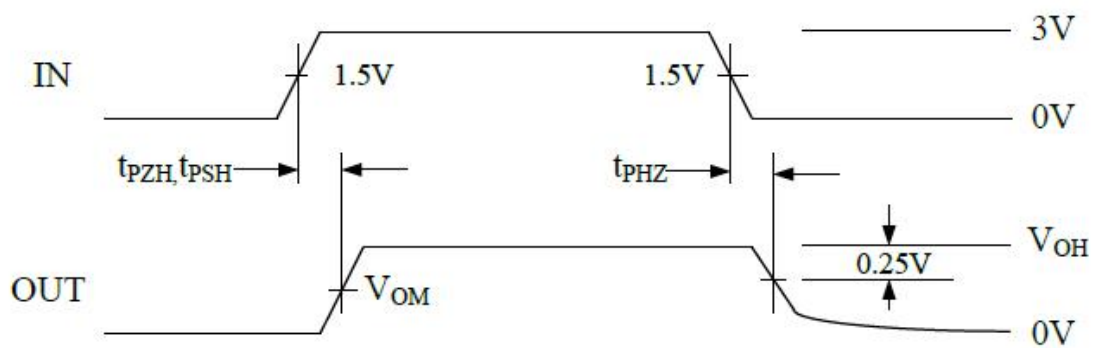 3V
IN
1.5V
1.5V
0V
tPZH,tPSH
tPHZ
VOH
0.25V
OUT
VOM
0V